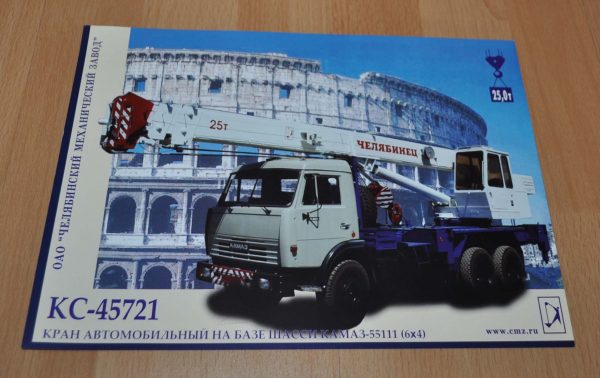 ОАО "ЧЕЛЯБИНСКИЙ МЕХАНИЧЕСКИЙ ЗАВОД"
25,0т
25т
ЧЕЛЯБИНЕЦ
КАМАЗ
КС-45721
КРАН АВТОМОБИЛЬНЫЙ НА БАЗЕ ШАССИ КАМАЗ-55111 (6х4)
www.cmz.ru